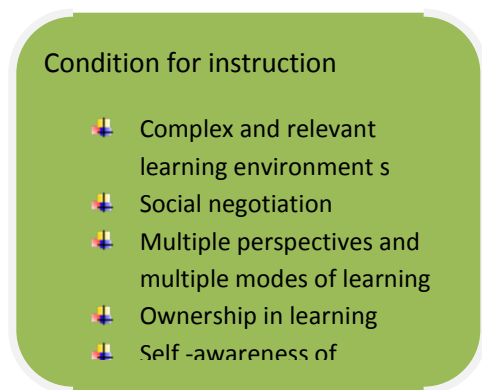 Condition for instruction
Complex and relevant
learning environment s
Social negotiation
Multiple perspectives and
multiple modes of learning
Ownership in learning
Self -awareness of